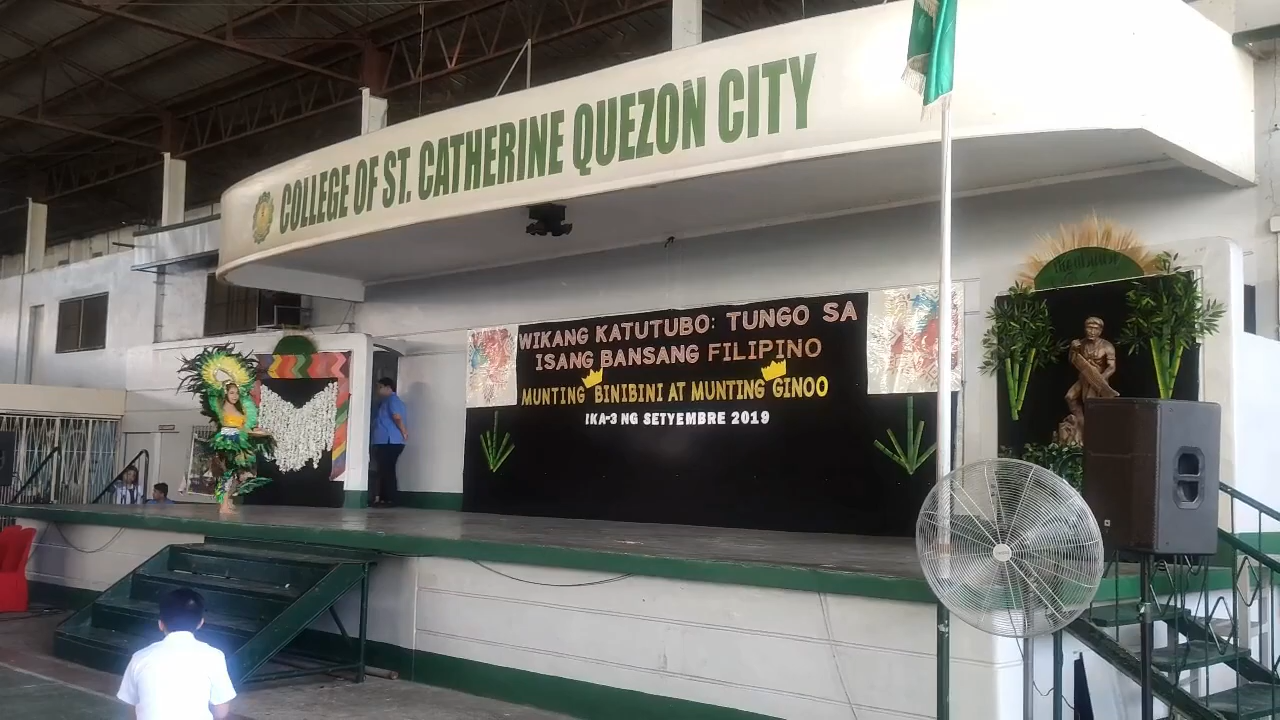 COLLEGE OF ST. CATHERINE QUEZON CITY
WIKANG KATUTUBO: TUNGO SA
ISANG BANSANG FILIPINO
MUNTING BINIBINI AT MUNTING GINOO
IKA-3 NG SETYEMBRE 2019